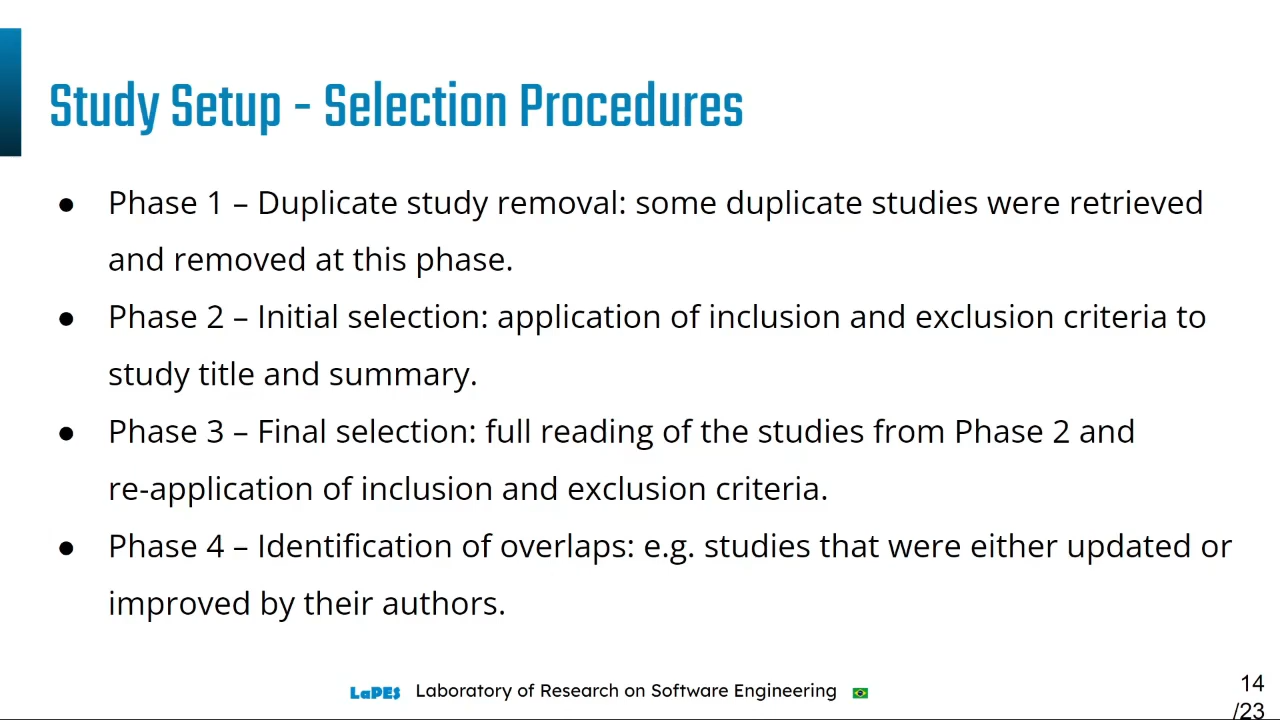 Study Setup - Selection Procedures
● Phase 1 – Duplicate study removal: some duplicate studies were retrieved
and removed at this phase.
● Phase 2 – Initial selection: application of inclusion and exclusion criteria to
study title and summary.
● Phase 3 – Final selection: full reading of the studies from Phase 2 and
re-application of inclusion and exclusion criteria.
● Phase 4 – Identification of overlaps: e.g. studies that were either updated or
improved by their authors.
LaPES Laboratory of Research on Software Engineering
14
/23